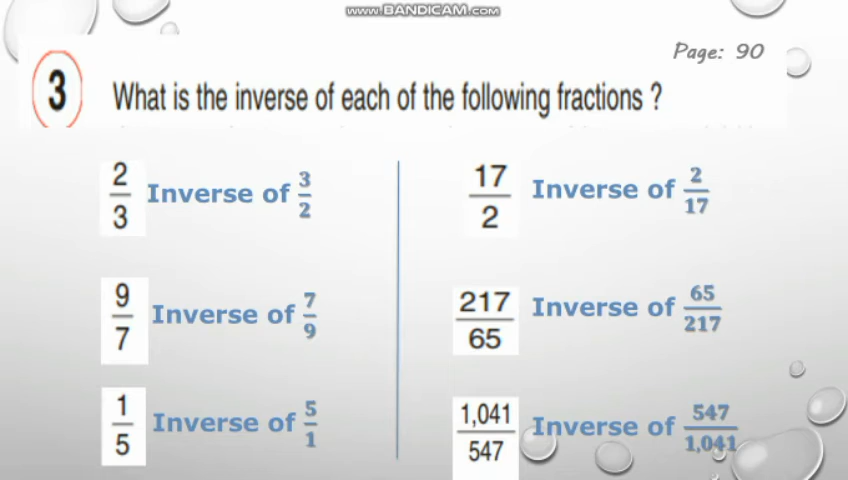 WWW.BANDICAM.COM
Page: 90
3 What is the inverse of each of the following fractions ?
2/3 Inverse of 3/2
9/7 Inverse of 7/9
1/5 Inverse of 5/1
17/2 Inverse of 2/17
217/65 Inverse of 65/217
1,041/547 Inverse of 547/1,041